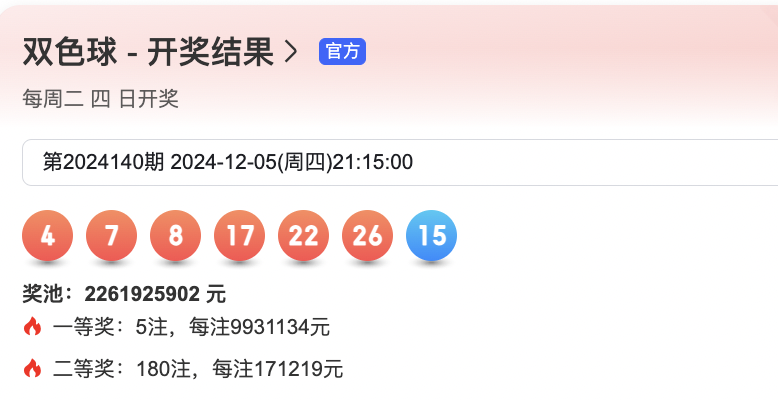 双色球 - 开奖结果 官方
每周二 四 日开奖
第2024140期 2024-12-05(周四)21:15:00
4 7 8 17 22 26 15
奖池：2261925902 元
一等奖：5注，每注9931134元
二等奖：180注，每注171219元